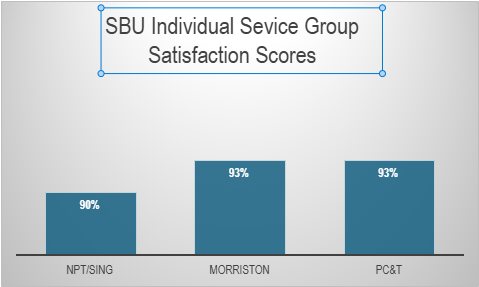 SBU Individual Sevice Group
Satisfaction Scores
90%
93%
93%
NPT/SING
MORRISTON
PC&T